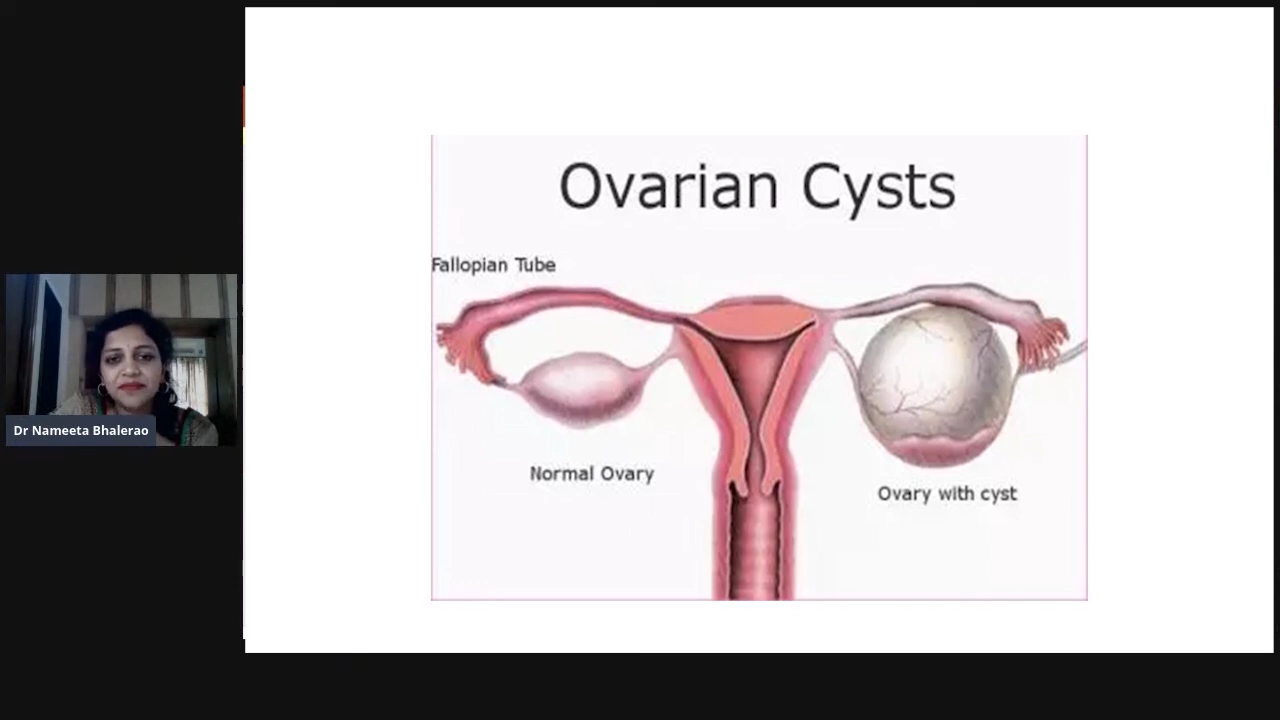 Ovarian Cysts
Fallopian Tube
Normal Ovary
Ovary with cyst
Dr Nameeta Bhalerao